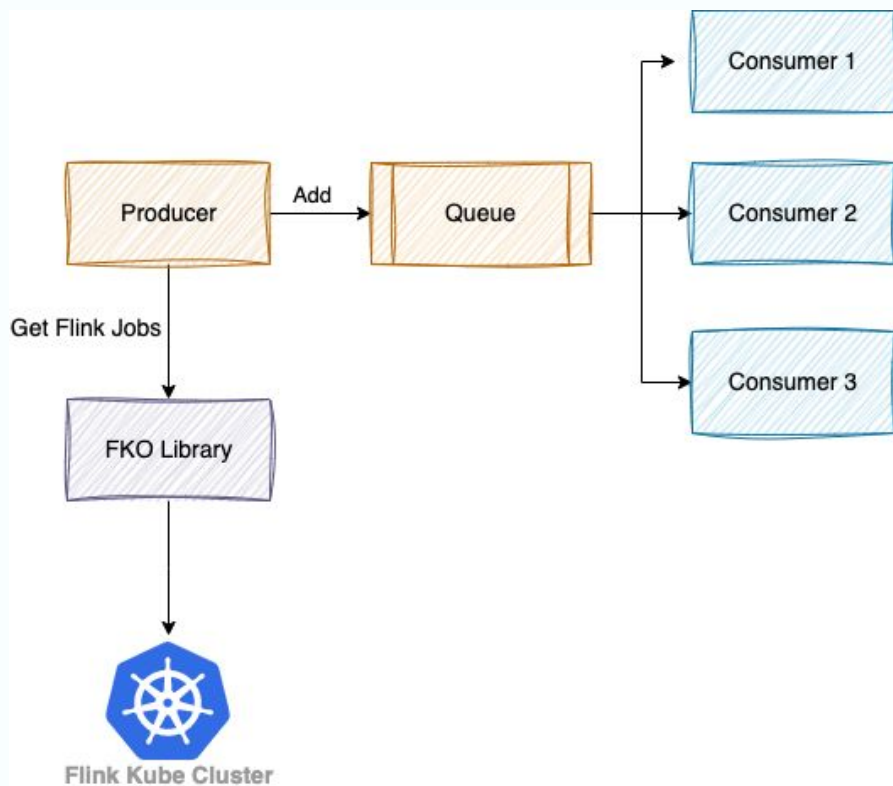 Consumer 1
Producer
Add
Queue
Consumer 2
Get Flink Jobs
Consumer 3
FKO Library
Flink Kube Cluster